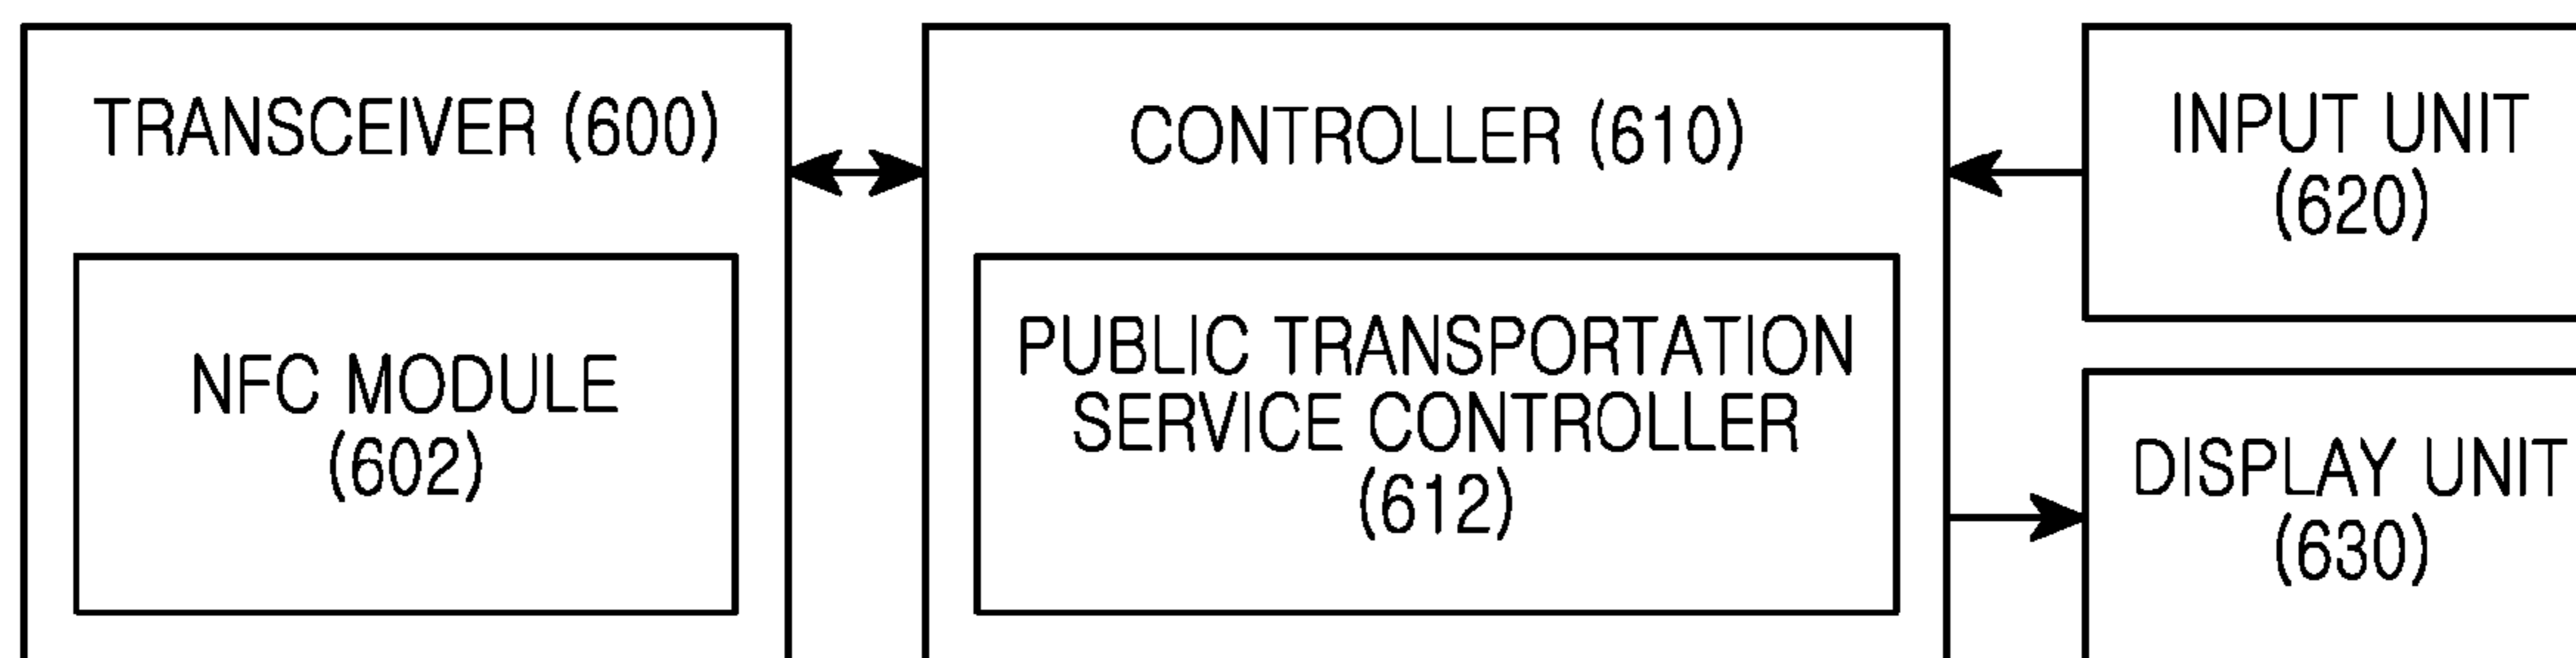 TRANSCEIVER (600)
NFC MODULE
(602)
CONTROLLER (610)
PUBLIC TRANSPORTATION
SERVICE CONTROLLER
(612)
INPUT UNIT
(620)
DISPLAY UNIT
(630)